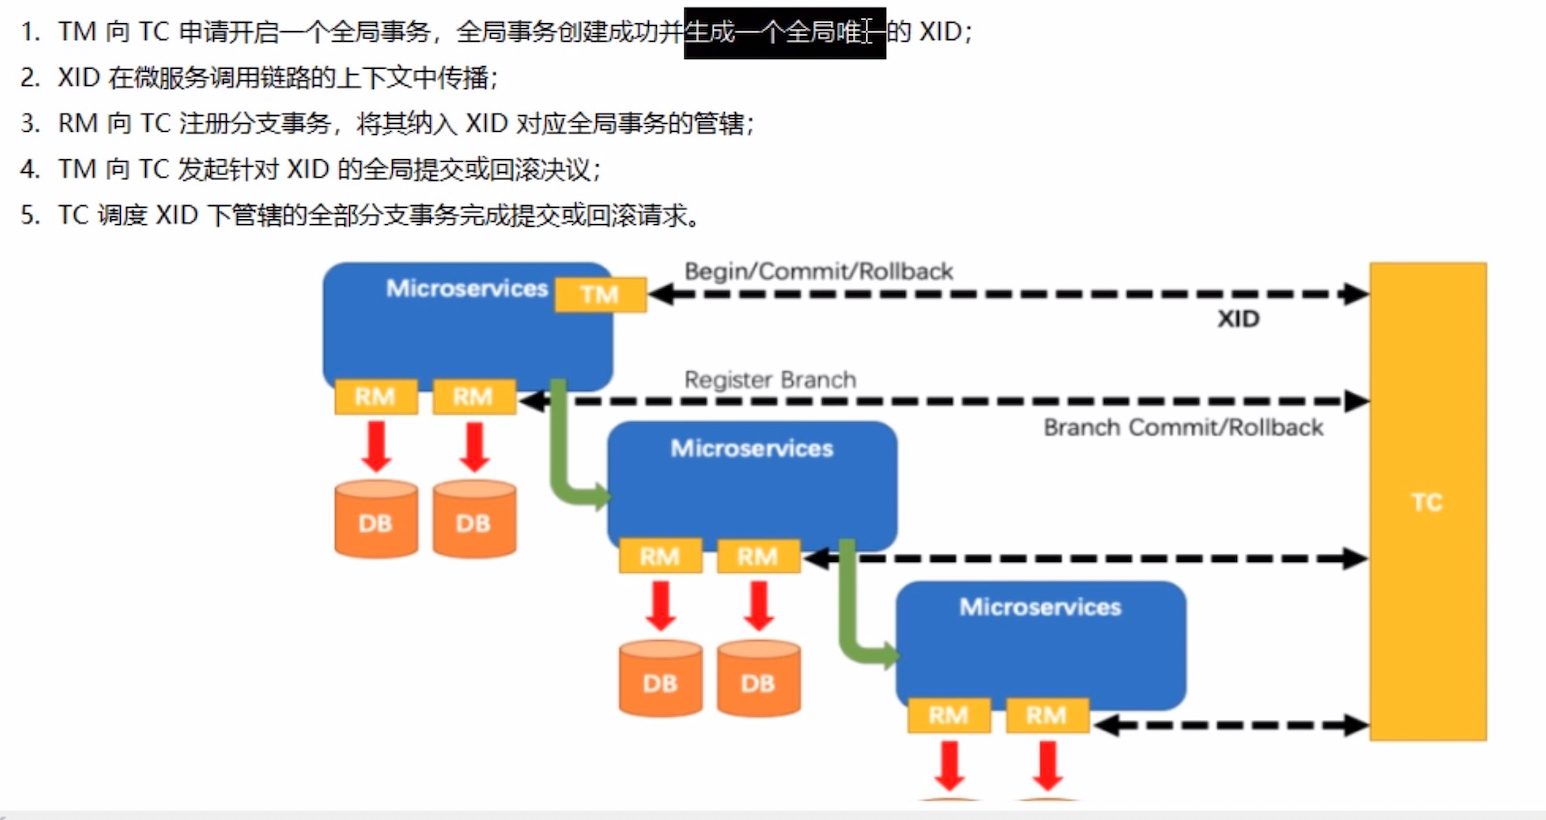 1. TM 向 TC 申请开启一个全局事务，全局事务创建成功并生成一个全局唯一的 XID；
2. XID 在微服务调用链路的上下文中传播；
3. RM 向 TC 注册分支事务，将其纳入 XID 对应全局事务的管辖；
4. TM 向 TC 发起针对 XID 的全局提交或回滚决议；
5. TC 调度 XID 下管辖的全部分支事务完成提交或回滚请求。
Begin/Commit/Rollback
Microservices
TM
XID
Register Branch
RM
RM
Branch Commit/Rollback
Microservices
TC
DB
DB
RM
RM
Microservices
DB
DB
RM
RM